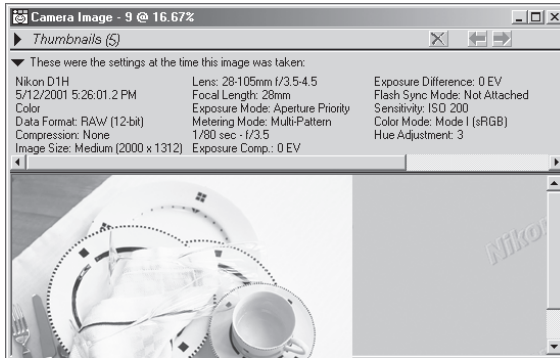 Camera Image - 9 @ 16.67%
Thumbnails (5)
These were the settings at the time this image was taken:
Nikon D1H
5/12/2001 5:26:01.2 PM
Color
Data Format: RAW (12-bit)
Compression: None
Image Size: Medium (2000 x 1312)
Lens: 28-105mm f/3.5-4.5
Focal Length: 28mm
Exposure Mode: Aperture Priority
Metering Mode: Multi-Pattern
1/80 sec - f/3.5
Exposure Comp.: 0 EV
Exposure Difference: 0 EV
Flash Sync Mode: Not Attached
Sensitivity: ISO 200
Color Mode: Mode I (sRGB)
Hue Adjustment: 3
Nikon